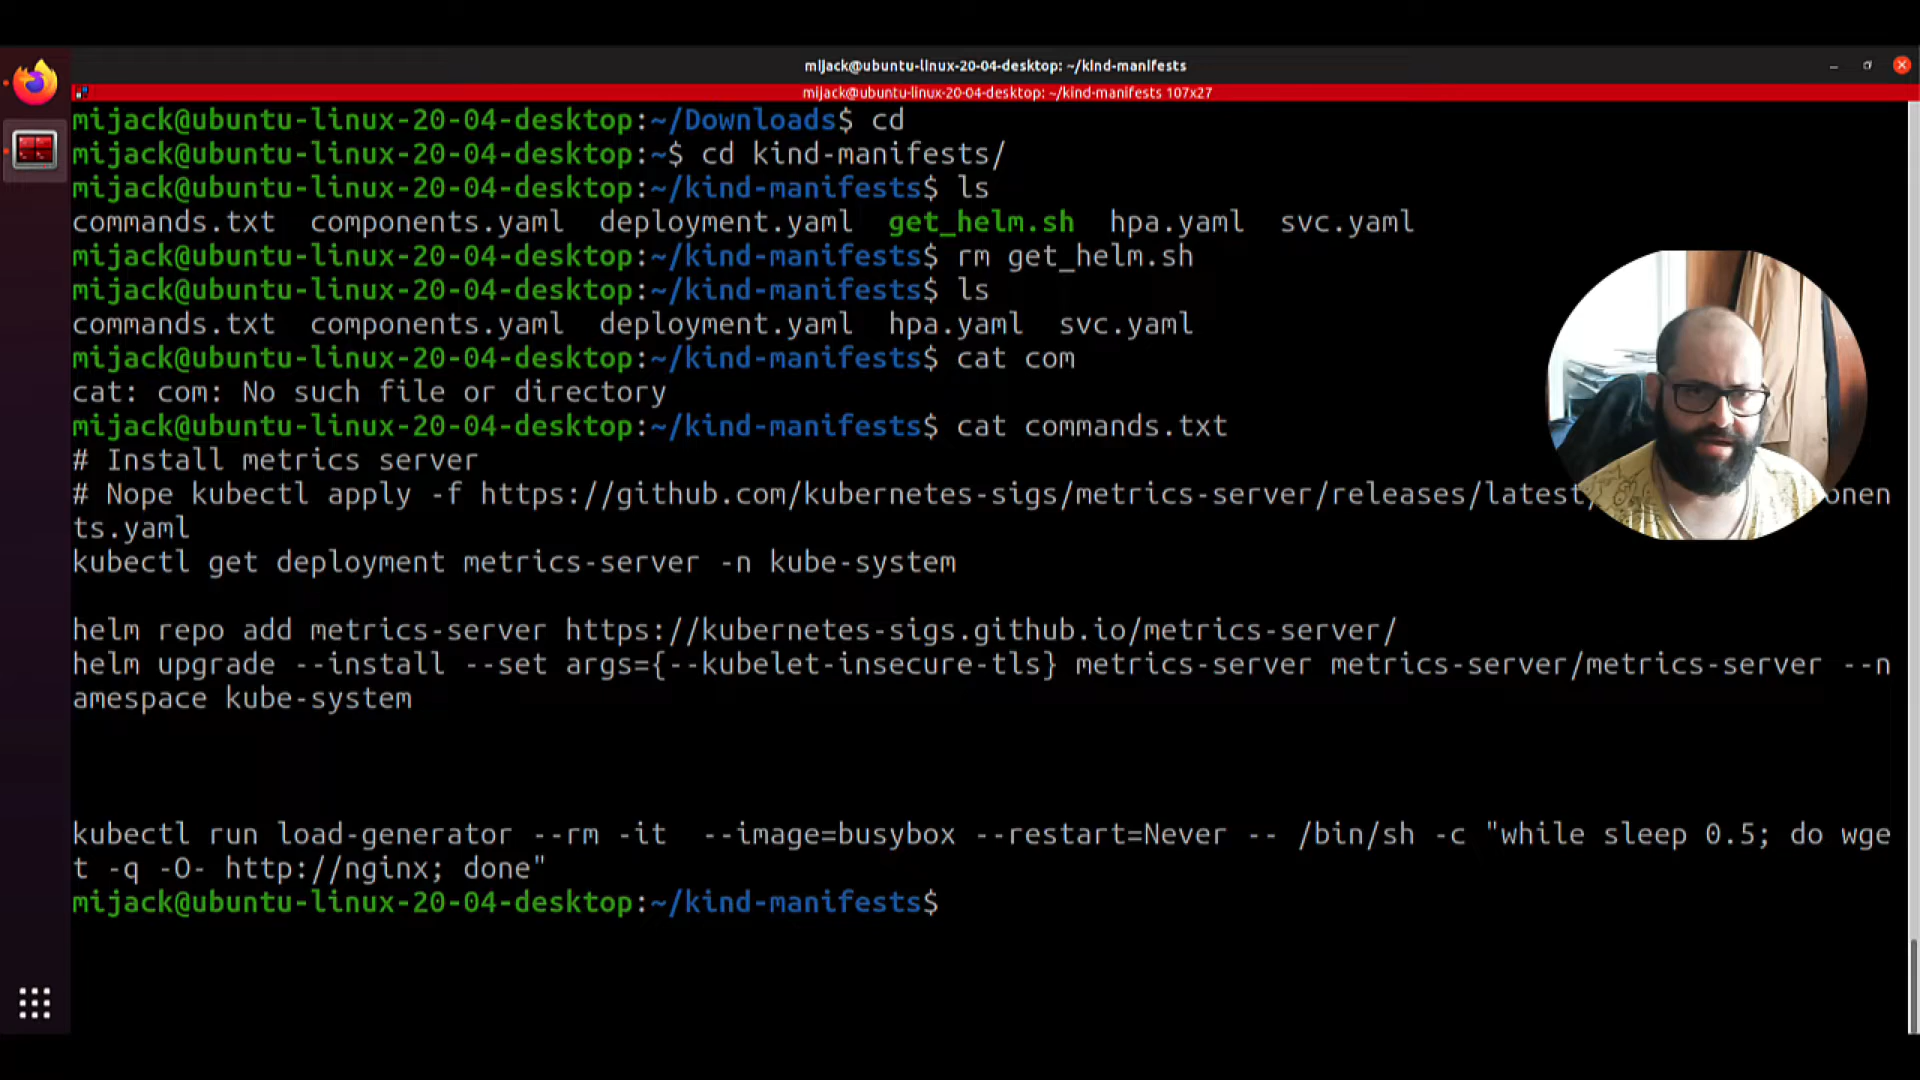 mijack@ubuntu-linux-20-04-desktop: ~/kind-manifests
mijack@ubuntu-linux-20-04-desktop: ~/kind-manifests 107x27
mijack@ubuntu-linux-20-04-desktop:~/Downloads$ cd
mijack@ubuntu-linux-20-04-desktop:~$ cd kind-manifests/
mijack@ubuntu-linux-20-04-desktop:~/kind-manifests$ ls
commands.txt  components.yaml  deployment.yaml  get_helm.sh  hpa.yaml  svc.yaml
mijack@ubuntu-linux-20-04-desktop:~/kind-manifests$ rm get_helm.sh
mijack@ubuntu-linux-20-04-desktop:~/kind-manifests$ ls
commands.txt  components.yaml  deployment.yaml  hpa.yaml  svc.yaml
mijack@ubuntu-linux-20-04-desktop:~/kind-manifests$ cat com
cat: com: No such file or directory
mijack@ubuntu-linux-20-04-desktop:~/kind-manifests$ cat commands.txt
# Install metrics server
# Nope kubectl apply -f https://github.com/kubernetes-sigs/metrics-server/releases/latest/ onen
ts.yaml
kubectl get deployment metrics-server -n kube-system
helm repo add metrics-server https://kubernetes-sigs.github.io/metrics-server/
helm upgrade --install --set args={--kubelet-insecure-tls} metrics-server metrics-server/metrics-server --n
amespace kube-system
kubectl run load-generator --rm -it  --image=busybox --restart=Never -- /bin/sh -c "while sleep 0.5; do wge
t -q -O- http://nginx; done"
mijack@ubuntu-linux-20-04-desktop:~/kind-manifests$